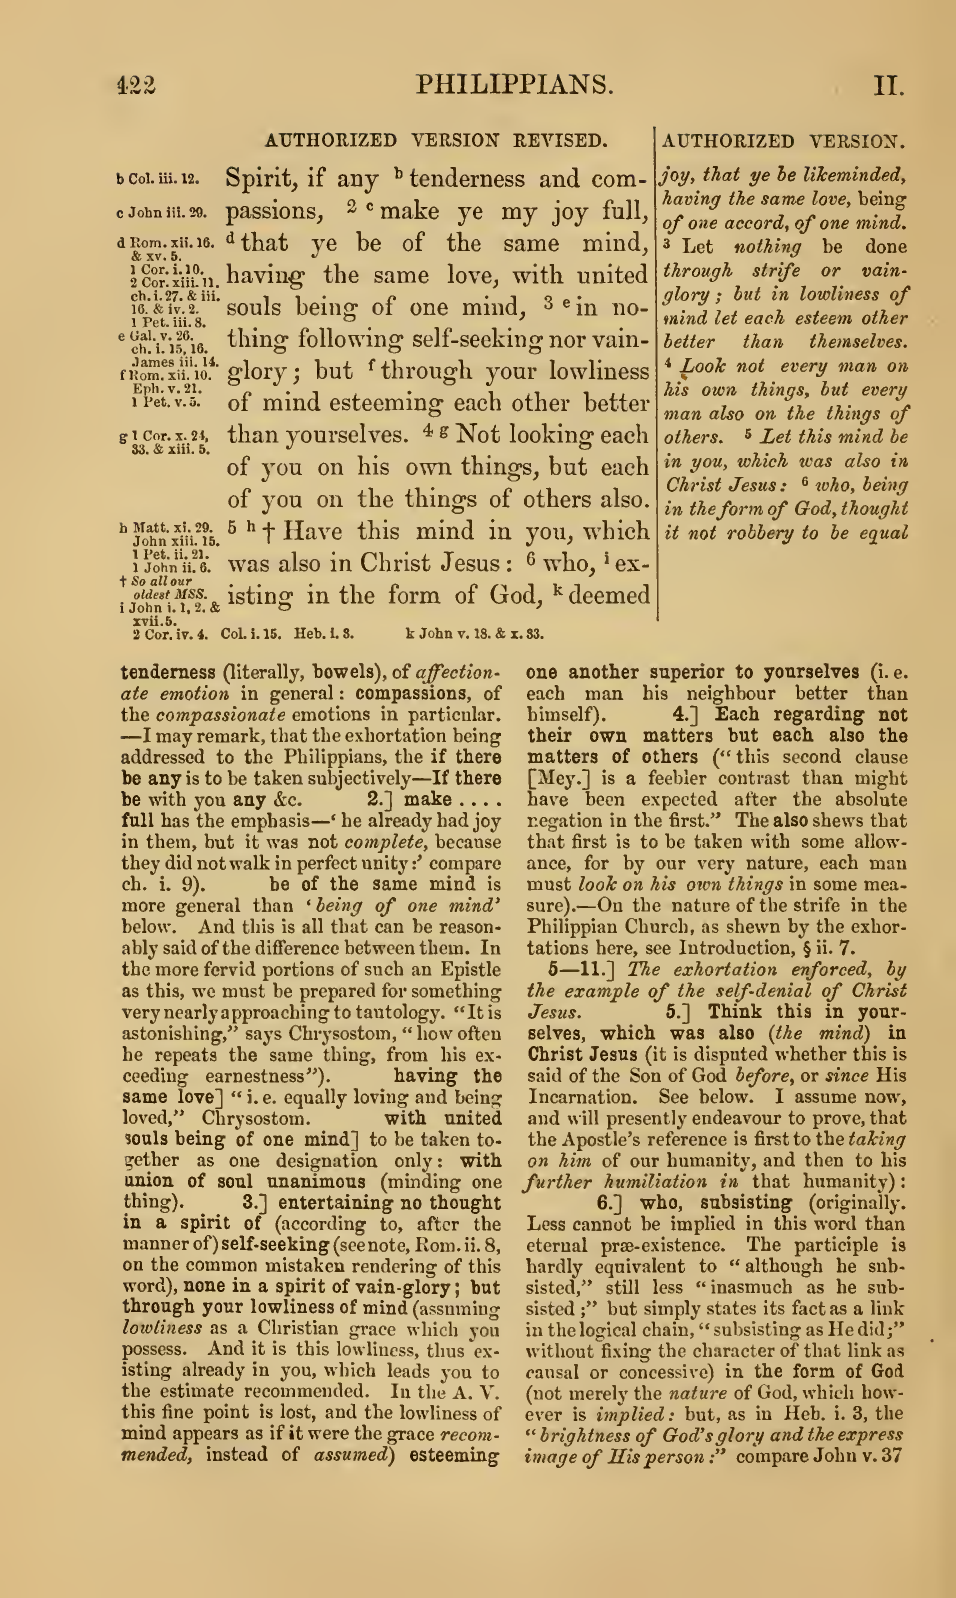 422
PHILIPPIANS.
II.
AUTHORIZED VERSION REVISED.
b Col. iii. 12.
c John iii. 29.
d Rom. xii. 16.
& xv. 5.
1 Cor. i. 10.
2 Cor. xiii. 11.
ch. i. 27. & iii.
16. & iv. 2.
1 Pet. iii. 8.
e Gal. v. 26.
ch. i. 15, 16.
James iii. 14.
f Rom. xii. 10.
Eph. v. 21.
1 Pet. v. 5.
g 1 Cor. x. 24,
33. & xiii. 5.
h Matt. xi. 29.
John xiii. 15.
1 Pet. ii. 21.
1 John ii. 6.
† So all our
oldest MSS.
i John i. 1, 2. &
xvii. 5.
2 Cor. iv. 4. Col. i. 15. Heb. i. 3. k John v. 18. & x. 33.
Spirit, if any b tenderness and com-
passions, 2 c make ye my joy full,
d that ye be of the same mind,
having the same love, with united
souls being of one mind, 3 e in no-
thing following self-seeking nor vain-
glory; but f through your lowliness
of mind esteeming each other better
than yourselves. 4 g Not looking each
of you on his own things, but each
of you on the things of others also.
5 h † Have this mind in you, which
was also in Christ Jesus: 6 who, i ex-
isting in the form of God, k deemed
AUTHORIZED VERSION.
joy, that ye be likeminded,
having the same love, being
of one accord, of one mind.
3 Let nothing be done
through strife or vain-
glory; but in lowliness of
mind let each esteem other
better than themselves.
4 Look not every man on
his own things, but every
man also on the things of
others. 5 Let this mind be
in you, which was also in
Christ Jesus: 6 who, being
in the form of God, thought
it not robbery to be equal
tenderness (literally, bowels), of affection-
ate emotion in general: compassions, of
the compassionate emotions in particular.
—I may remark, that the exhortation being
addressed to the Philippians, the if there
be any is to be taken subjectively—If there
be with you any &c. 2.] make ....
full has the emphasis—‘ he already had joy
in them, but it was not complete, because
they did not walk in perfect unity:’ compare
ch. i. 9). be of the same mind is
more general than ‘being of one mind’
below. And this is all that can be reason-
ably said of the difference between them. In
the more fervid portions of such an Epistle
as this, we must be prepared for something
very nearly approaching to tautology. “It is
astonishing,” says Chrysostom, “how often
he repeats the same thing, from his ex-
ceeding earnestness”). having the
same love] “i. e. equally loving and being
loved,” Chrysostom. with united
souls being of one mind] to be taken to-
gether as one designation only: with
union of soul unanimous (minding one
thing). 3.] entertaining no thought
in a spirit of (according to, after the
manner of) self-seeking (see note, Rom. ii. 8,
on the common mistaken rendering of this
word), none in a spirit of vain-glory; but
through your lowliness of mind (assuming
lowliness as a Christian grace which you
possess. And it is this lowliness, thus ex-
isting already in you, which leads you to
the estimate recommended. In the A. V.
this fine point is lost, and the lowliness of
mind appears as if it were the grace recom-
mended, instead of assumed) esteeming
one another superior to yourselves (i. e.
each man his neighbour better than
himself). 4.] Each regarding not
their own matters but each also the
matters of others (“this second clause
[Mey.] is a feebler contrast than might
have been expected after the absolute
negation in the first.” The also shews that
that first is to be taken with some allow-
ance, for by our very nature, each man
must look on his own things in some mea-
sure).—On the nature of the strife in the
Philippian Church, as shewn by the exhor-
tations here, see Introduction, § ii. 7.
5—11.] The exhortation enforced, by
the example of the self-denial of Christ
Jesus. 5.] Think this in your-
selves, which was also (the mind) in
Christ Jesus (it is disputed whether this is
said of the Son of God before, or since His
Incarnation. See below. I assume now,
and will presently endeavour to prove, that
the Apostle’s reference is first to the taking
on him of our humanity, and then to his
further humiliation in that humanity):
6.] who, subsisting (originally.
Less cannot be implied in this word than
eternal præ-existence. The participle is
hardly equivalent to “although he sub-
sisted,” still less “inasmuch as he sub-
sisted;” but simply states its fact as a link
in the logical chain, “subsisting as He did;”
without fixing the character of that link as
causal or concessive) in the form of God
(not merely the nature of God, which how-
ever is implied: but, as in Heb. i. 3, the
“brightness of God’s glory and the express
image of His person:” compare John v. 37